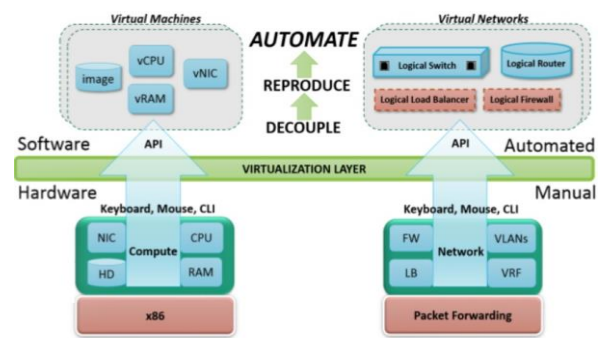 Virtual Machines
image
vCPU
vNIC
vRAM
AUTOMATE
REPRODUCE
DECOUPLE
Virtual Networks
Logical Switch
Logical Router
Logical Load Balancer
Logical Firewall
Software
API
API
Automated
VIRTUALIZATION LAYER
Hardware
Manual
Keyboard, Mouse, CLI
NIC
CPU
Compute
HD
RAM
x86
Keyboard, Mouse, CLI
FW
VLANs
Network
LB
VRF
Packet Forwarding